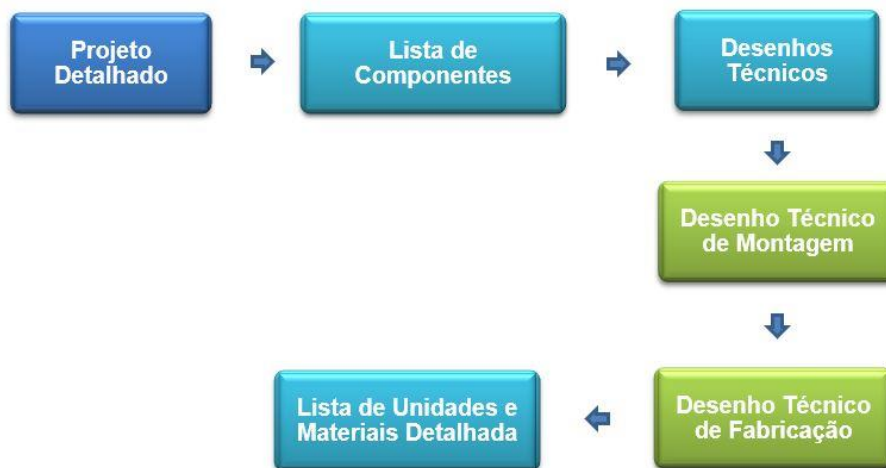 Projeto
Detalhado
Lista de
Componentes
Desenhos
Técnicos
Desenho Técnico
de Montagem
Desenho Técnico
de Fabricação
Lista de Unidades e
Materiais Detalhada